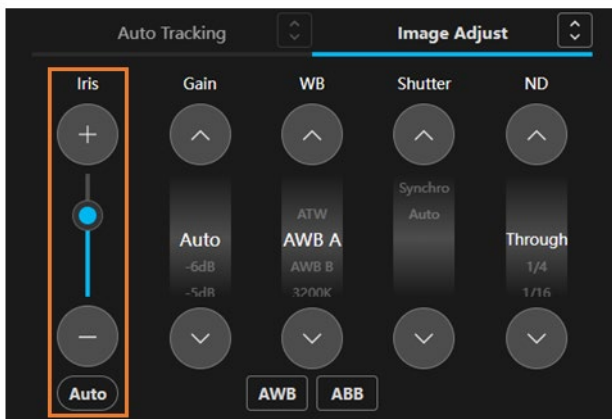 Auto Tracking
Image Adjust
Iris
Gain
WB
Shutter
ND
Synchro
ATW
Auto
Auto
AWB A
Through
-6dB
AWB B
1/4
-5dB
3200K
1/16
Auto
AWB
ABB